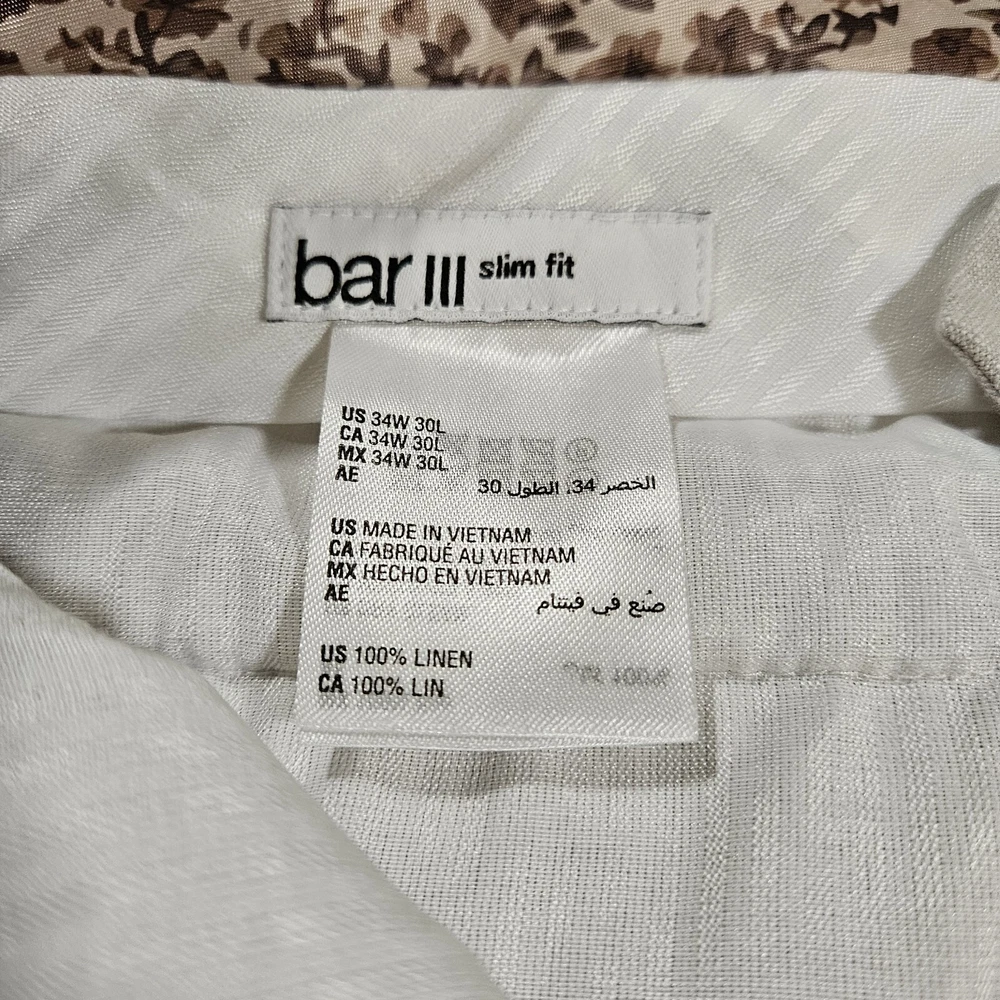 bar III slim fit
US 34W 30L
CA 34W 30L
MX 34W 30L
AE الخصر 34، الطول 30
US MADE IN VIETNAM
CA FABRIQUÉ AU VIETNAM
MX HECHO EN VIETNAM
AE صُنع في فيتنام
US 100% LINEN
CA 100% LIN